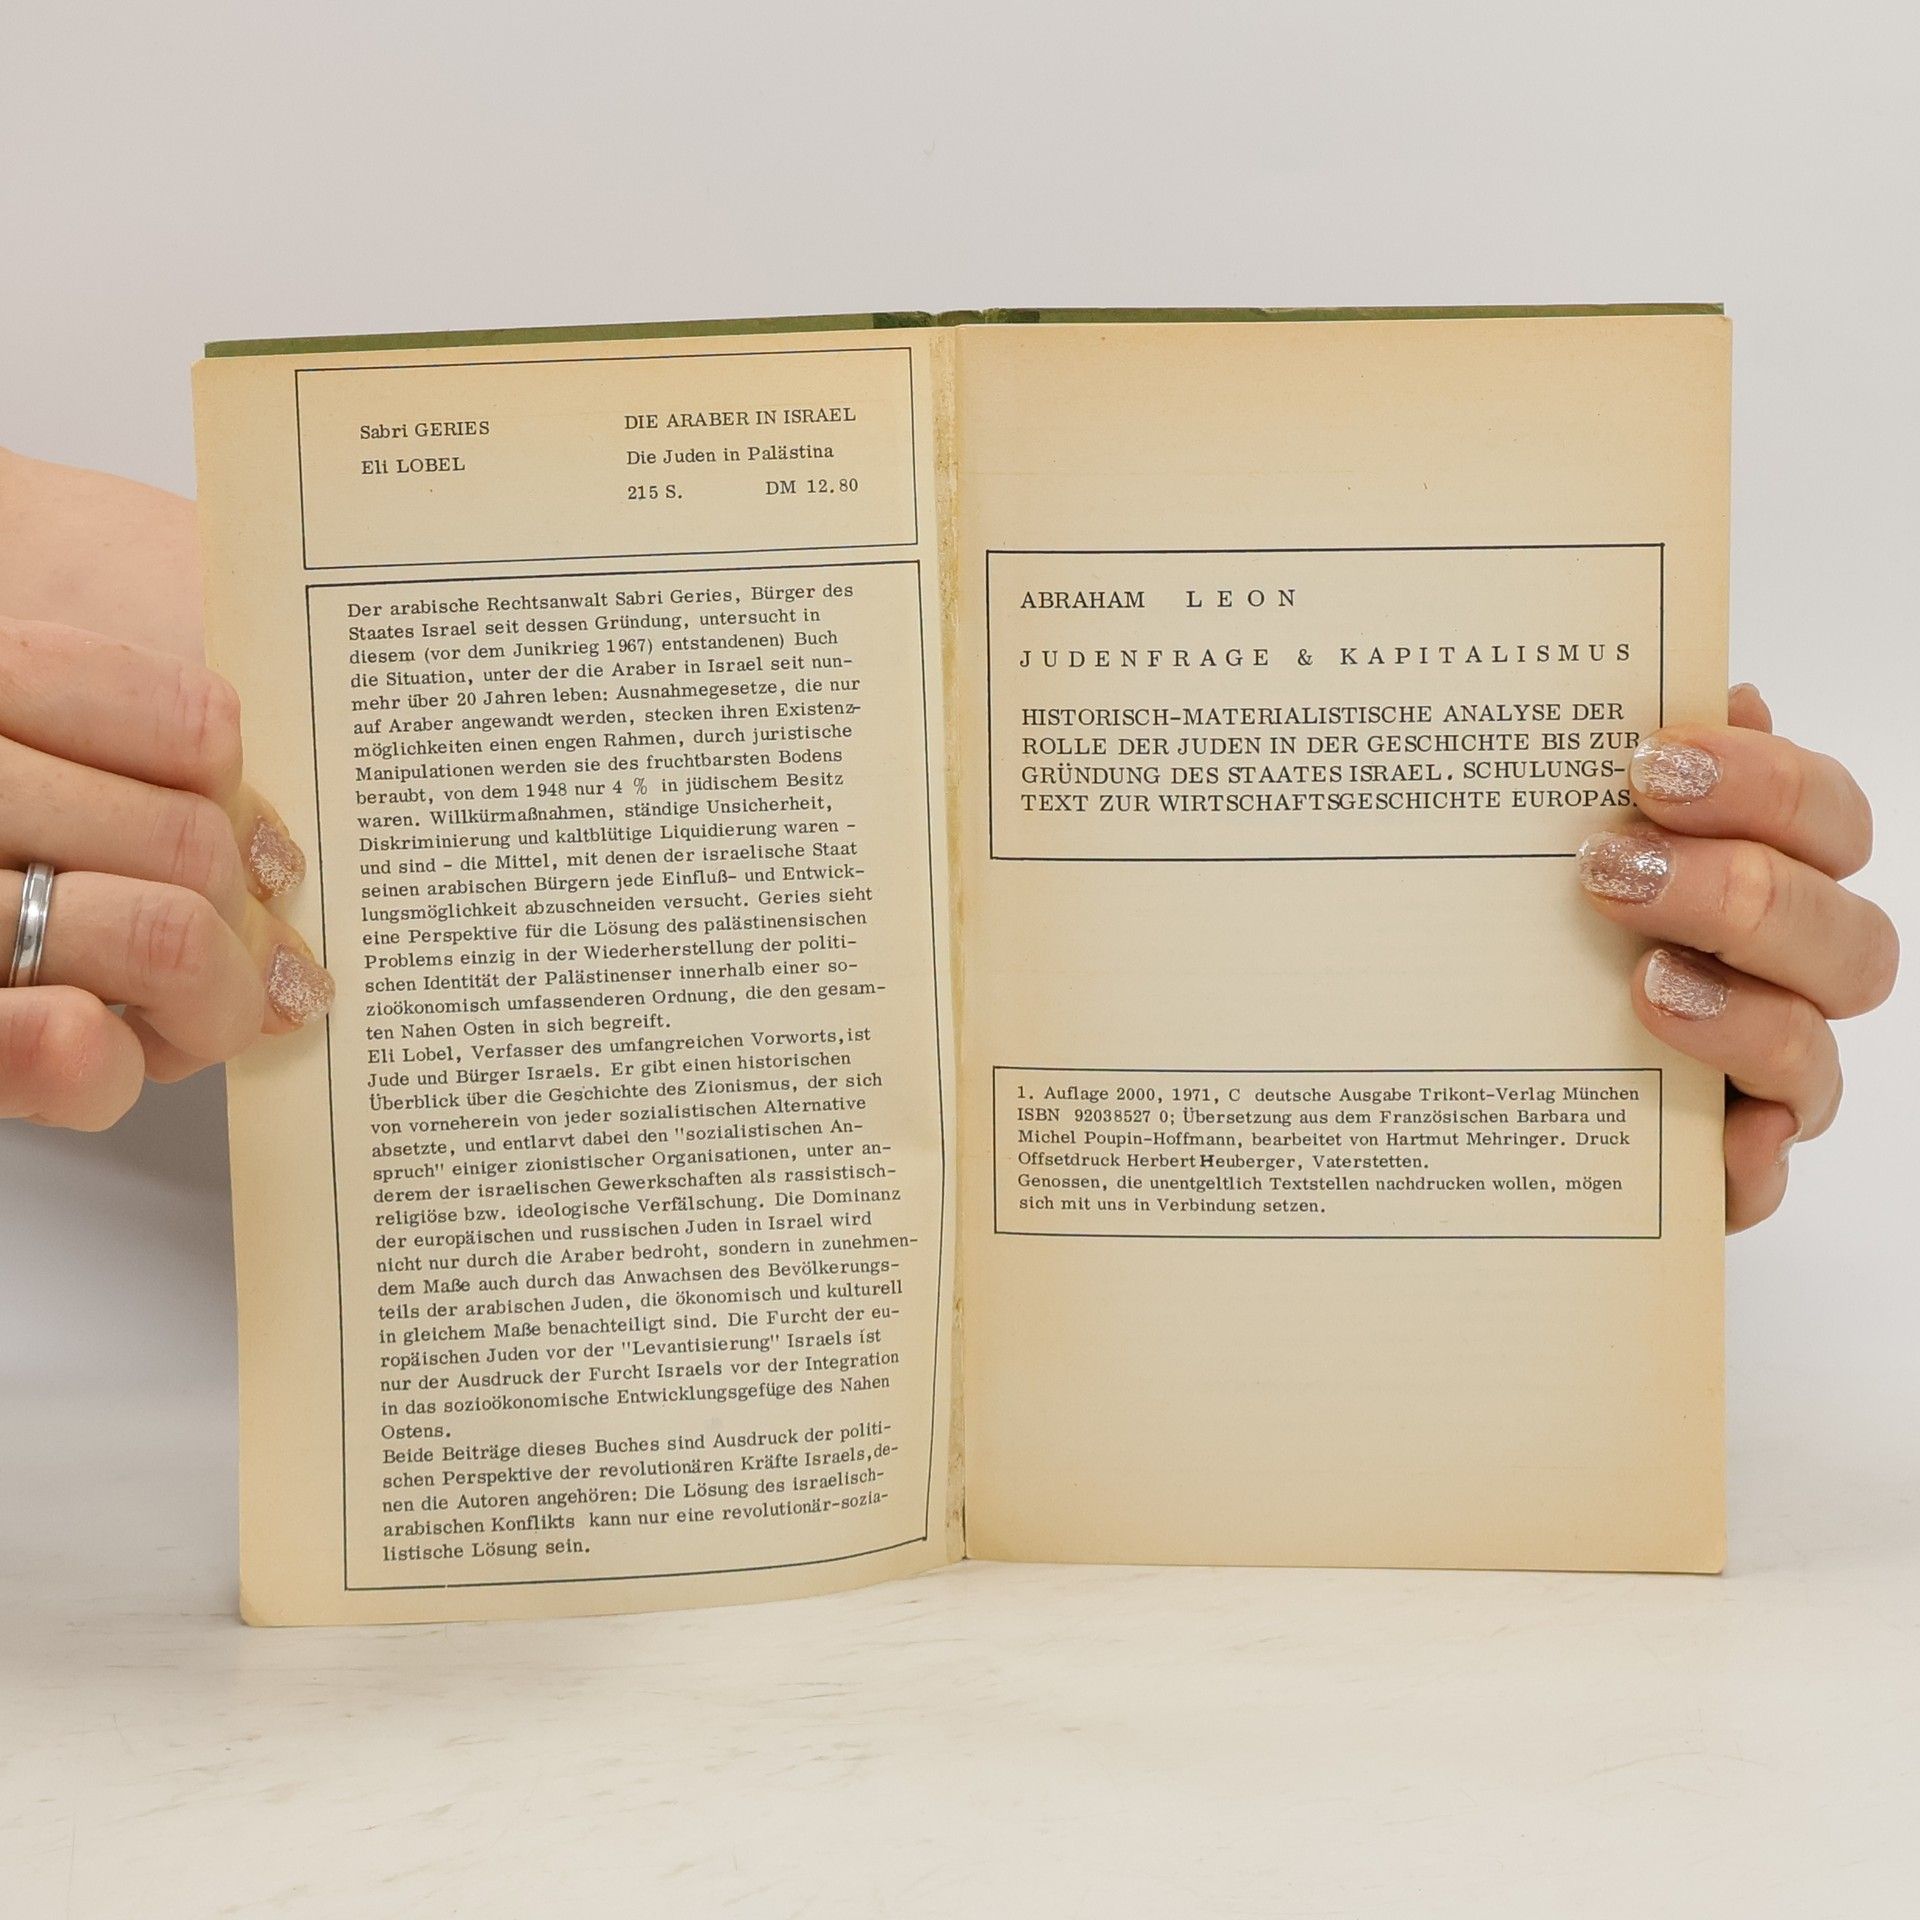 Sabri GERIES
Eli LOBEL
DIE ARABER IN ISRAEL
Die Juden in Palästina
215 S. DM 12.80
Der arabische Rechtsanwalt Sabri Geries, Bürger des
Staates Israel seit dessen Gründung, untersucht in
diesem (vor dem Junikrieg 1967) entstandenen) Buch
die Situation, unter der die Araber in Israel seit nun-
mehr über 20 Jahren leben: Ausnahmegesetze, die nur
auf Araber angewandt werden, stecken ihren Existenz-
möglichkeiten einen engen Rahmen, durch juristische
Manipulationen werden sie des fruchtbarsten Bodens
beraubt, von dem 1948 nur 4 % in jüdischem Besitz
waren. Willkürmaßnahmen, ständige Unsicherheit,
Diskriminierung und kaltblütige Liquidierung waren -
und sind - die Mittel, mit denen der israelische Staat
seinen arabischen Bürgern jede Einfluß- und Entwick-
lungsmöglichkeit abzuschneiden versucht. Geries sieht
eine Perspektive für die Lösung des palästinensischen
Problems einzig in der Wiederherstellung der politi-
schen Identität der Palästinenser innerhalb einer so-
zioökonomisch umfassenderen Ordnung, die den gesam-
ten Nahen Osten in sich begreift.
Eli Lobel, Verfasser des umfangreichen Vorworts, ist
Jude und Bürger Israels. Er gibt einen historischen
Überblick über die Geschichte des Zionismus, der sich
von vorneherein von jeder sozialistischen Alternative
absetzte, und entlarvt dabei den "sozialistischen An-
spruch" einiger zionistischer Organisationen, unter an-
derem der israelischen Gewerkschaften als rassistisch-
religiöse bzw. ideologische Verfälschung. Die Dominanz
der europäischen und russischen Juden in Israel wird
nicht nur durch die Araber bedroht, sondern in zunehmen-
dem Maße auch durch das Anwachsen des Bevölkerungs-
teils der arabischen Juden, die ökonomisch und kulturell
in gleichem Maße benachteiligt sind. Die Furcht der eu-
ropäischen Juden vor der "Levantisierung" Israels ist
nur der Ausdruck der Furcht Israels vor der Integration
in das sozioökonomische Entwicklungsgefüge des Nahen
Ostens.
Beide Beiträge dieses Buches sind Ausdruck der politi-
schen Perspektive der revolutionären Kräfte Israels, de-
nen die Autoren angehören: Die Lösung des israelisch-
arabischen Konflikts kann nur eine revolutionär-sozia-
listische Lösung sein.
ABRAHAM L E O N
J U D E N F R A G E & K A P I T A L I S M U S
HISTORISCH-MATERIALISTISCHE ANALYSE DER
ROLLE DER JUDEN IN DER GESCHICHTE BIS ZUR
GRÜNDUNG DES STAATES ISRAEL. SCHULUNGS-
TEXT ZUR WIRTSCHAFTSGESCHICHTE EUROPAS.
1. Auflage 2000, 1971, C deutsche Ausgabe Trikont-Verlag München
ISBN 92038527 0; Übersetzung aus dem Französischen Barbara und
Michel Poupin-Hoffmann, bearbeitet von Hartmut Mehringer. Druck
Offsetdruck Herbert Heuberger, Vaterstetten.
Genossen, die unentgeltlich Textstellen nachdrucken wollen, mögen
sich mit uns in Verbindung setzen.